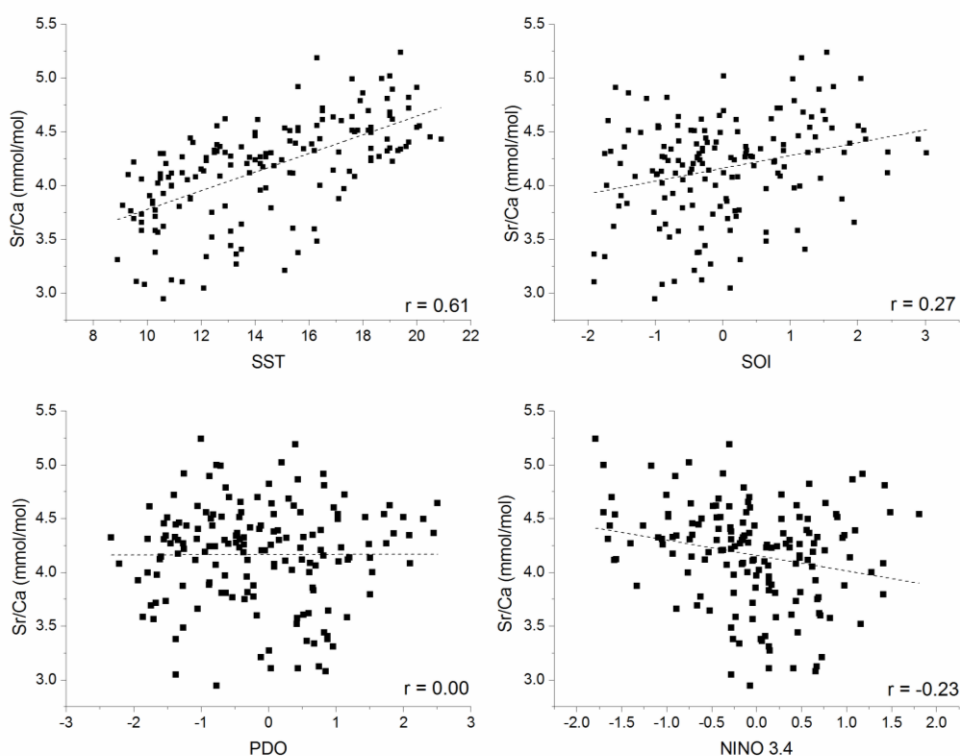 5.5
5.0
4.5
4.0
3.5
3.0
Sr/Ca (mmol/mol)
r = 0.61
8 10 12 14 16 18 20 22
SST
5.5
5.0
4.5
4.0
3.5
3.0
Sr/Ca (mmol/mol)
r = 0.27
-2 -1 0 1 2 3
SOI
5.5
5.0
4.5
4.0
3.5
3.0
Sr/Ca (mmol/mol)
r = 0.00
-3 -2 -1 0 1 2 3
PDO
5.5
5.0
4.5
4.0
3.5
3.0
Sr/Ca (mmol/mol)
r = -0.23
-2.0 -1.5 -1.0 -0.5 0.0 0.5 1.0 1.5 2.0
NINO 3.4